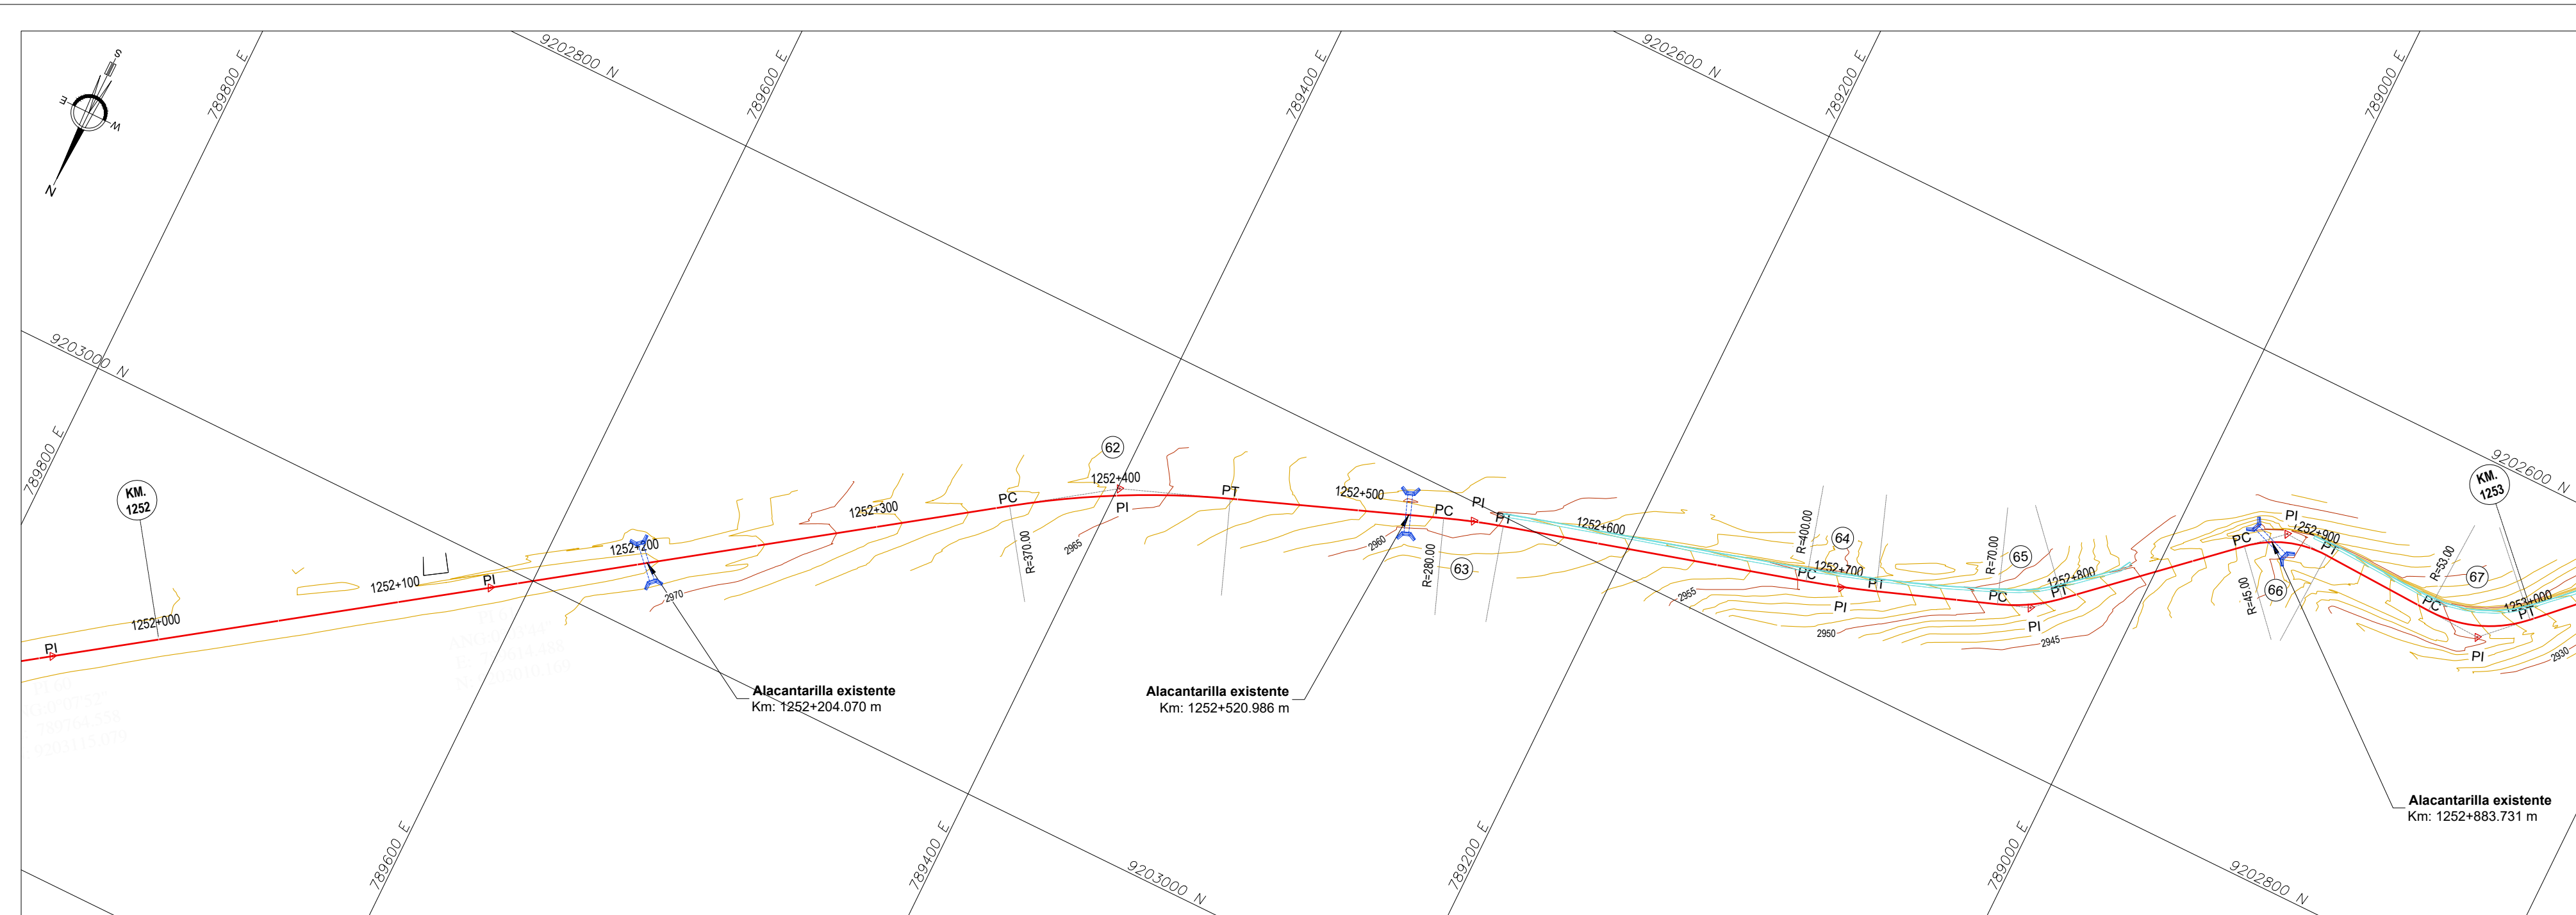 S
E
W
N
789800 E
9202800 N
789600 E
789400 E
9202600 N
789200 E
789000 E
9203000 N
789800 E
KM.
1252
1252+000
PI
1252+100
PI
1252+200
2970
1252+300
PC
R=370.00
62
1252+400
PI
2965
PT
1252+500
2960
PC
R=280.00
63
PI
PT
1252+600
2955
R=400.00
PC
64
1252+700
PI
PT
2950
R=70.00
PC
65
PI
1252+800
PT
2945
PC
R=45.00
66
PI
1252+900
PT
R=53.00
PC
67
PI
KM.
1253
1253+000
PT
2930
9202600 N
Alacantarilla existente
Km: 1252+204.070 m
Alacantarilla existente
Km: 1252+520.986 m
Alacantarilla existente
Km: 1252+883.731 m
789600 E
789400 E
9203000 N
789200 E
789000 E
9202800 N